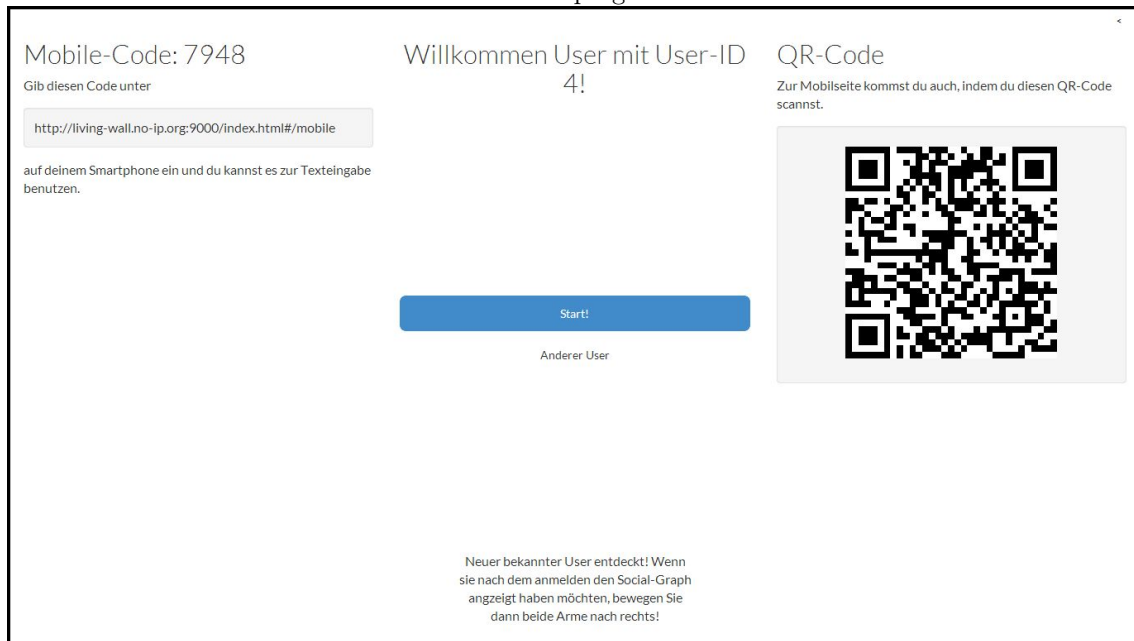 <
Mobile-Code: 7948
Gib diesen Code unter
http://living-wall.no-ip.org:9000/index.html#/mobile
auf deinem Smartphone ein und du kannst es zur Texteingabe
benutzen.
Willkommen User mit User-ID
4!
Start!
Anderer User
Neuer bekannter User entdeckt! Wenn
sie nach dem anmelden den Social-Graph
angzeigt haben möchten, bewegen Sie
dann beide Arme nach rechts!
QR-Code
Zur Mobilseite kommst du auch, indem du diesen QR-Code
scannst.